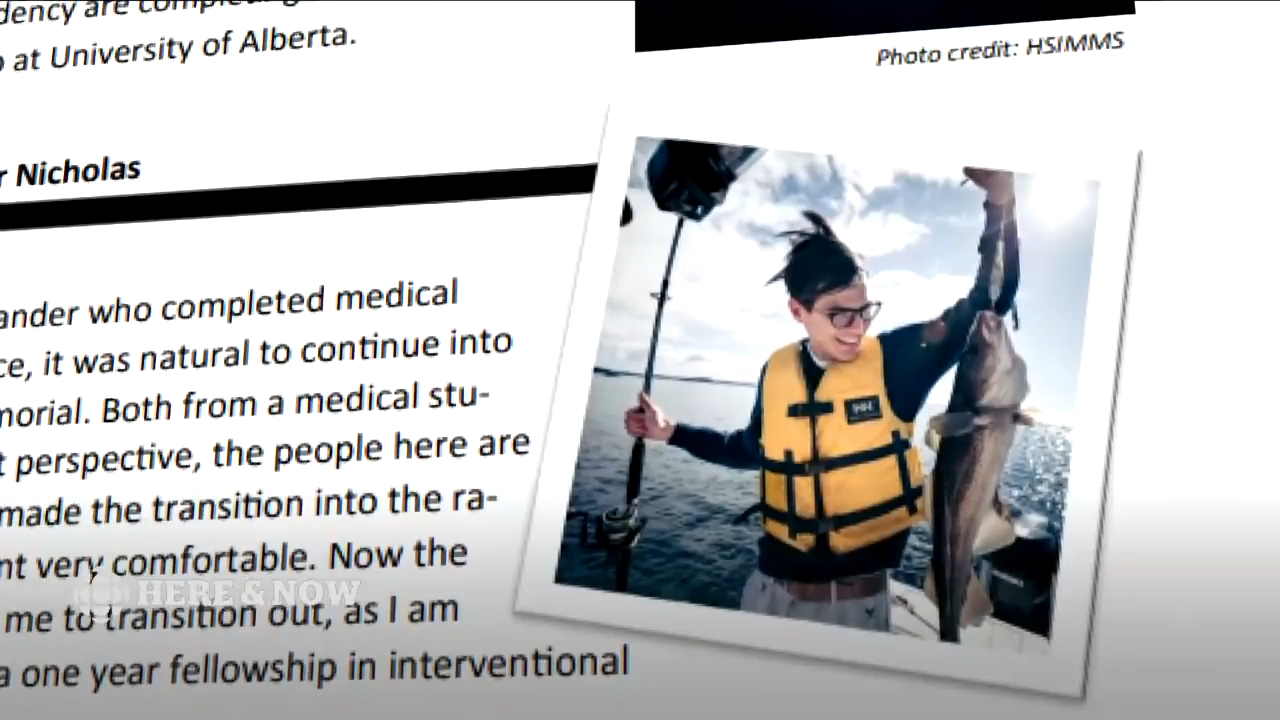 dency are
at University of Alberta.
Photo credit: HSIMMS
r Nicholas
ander who completed medical
ce, it was natural to continue into
morial. Both from a medical stu-
t perspective, the people here are
made the transition into the ra-
nt very comfortable. Now the
HERE & NOW
me to transition out, as I am
a one year fellowship in interventional
HH